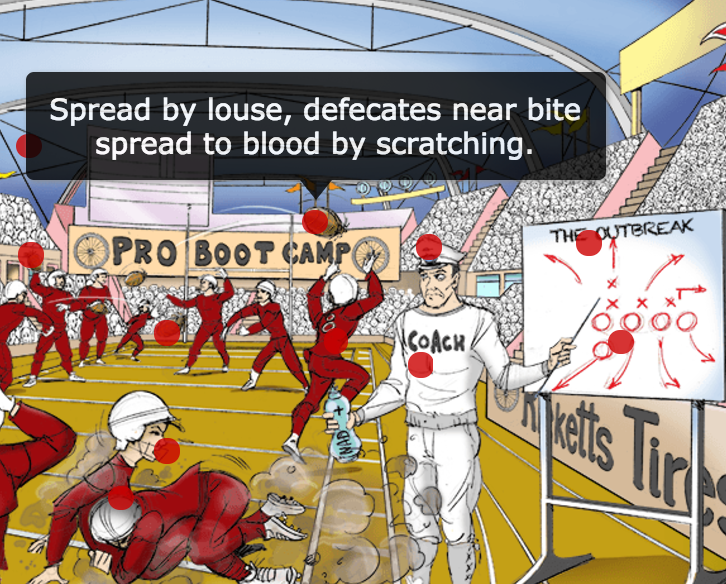 Spread by louse, defecates near bite
spread to blood by scratching.
PRO BOOT CAMP
THE OUTBREAK
COACH
NAD+
Ricketts Tires